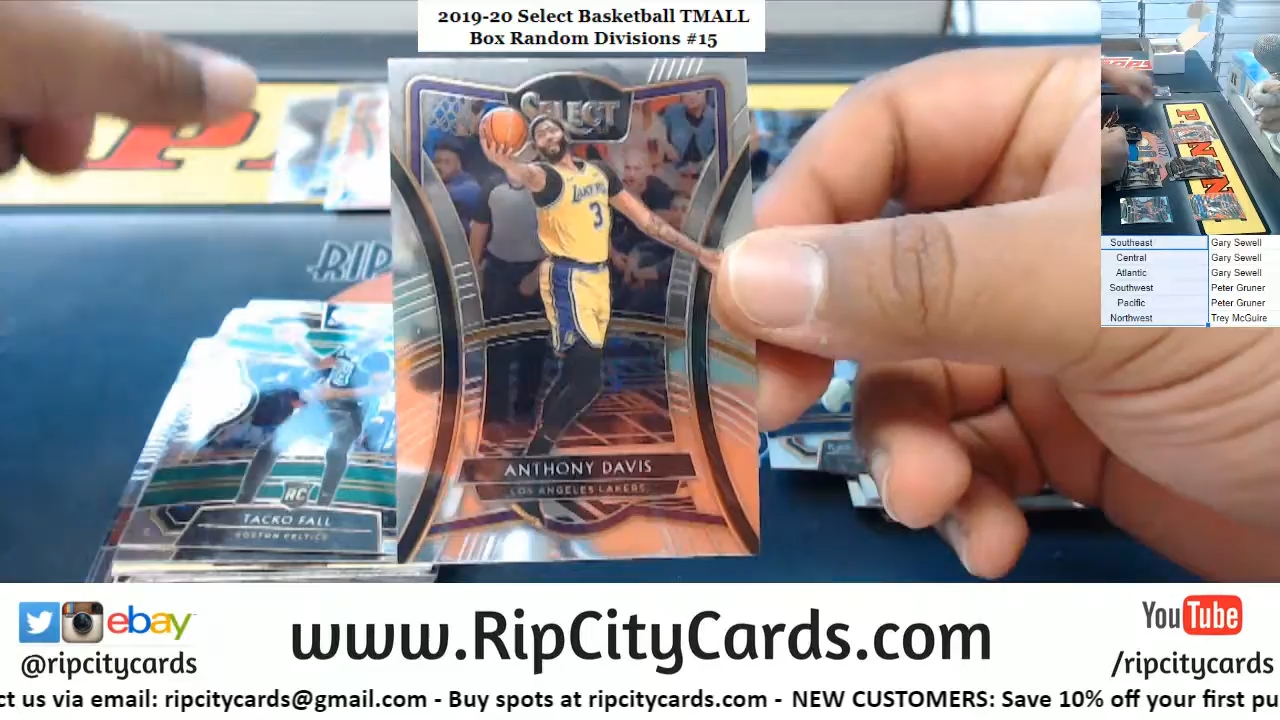 2019-20 Select Basketball TMALL
Box Random Divisions #15
SELECT
LAKERS
3
ANTHONY DAVIS
LOS ANGELES LAKERS
RIP
RC
TACKO FALL
BOSTON CELTICS
Southeast Gary Sewell
Central Gary Sewell
Atlantic Gary Sewell
Southwest Peter Gruner
Pacific Peter Gruner
Northwest Trey McGuire
ebay
@ripcitycards
www.RipCityCards.com
YouTube
/ripcitycards
ct us via email: ripcitycards@gmail.com - Buy spots at ripcitycards.com - NEW CUSTOMERS: Save 10% off your first pu